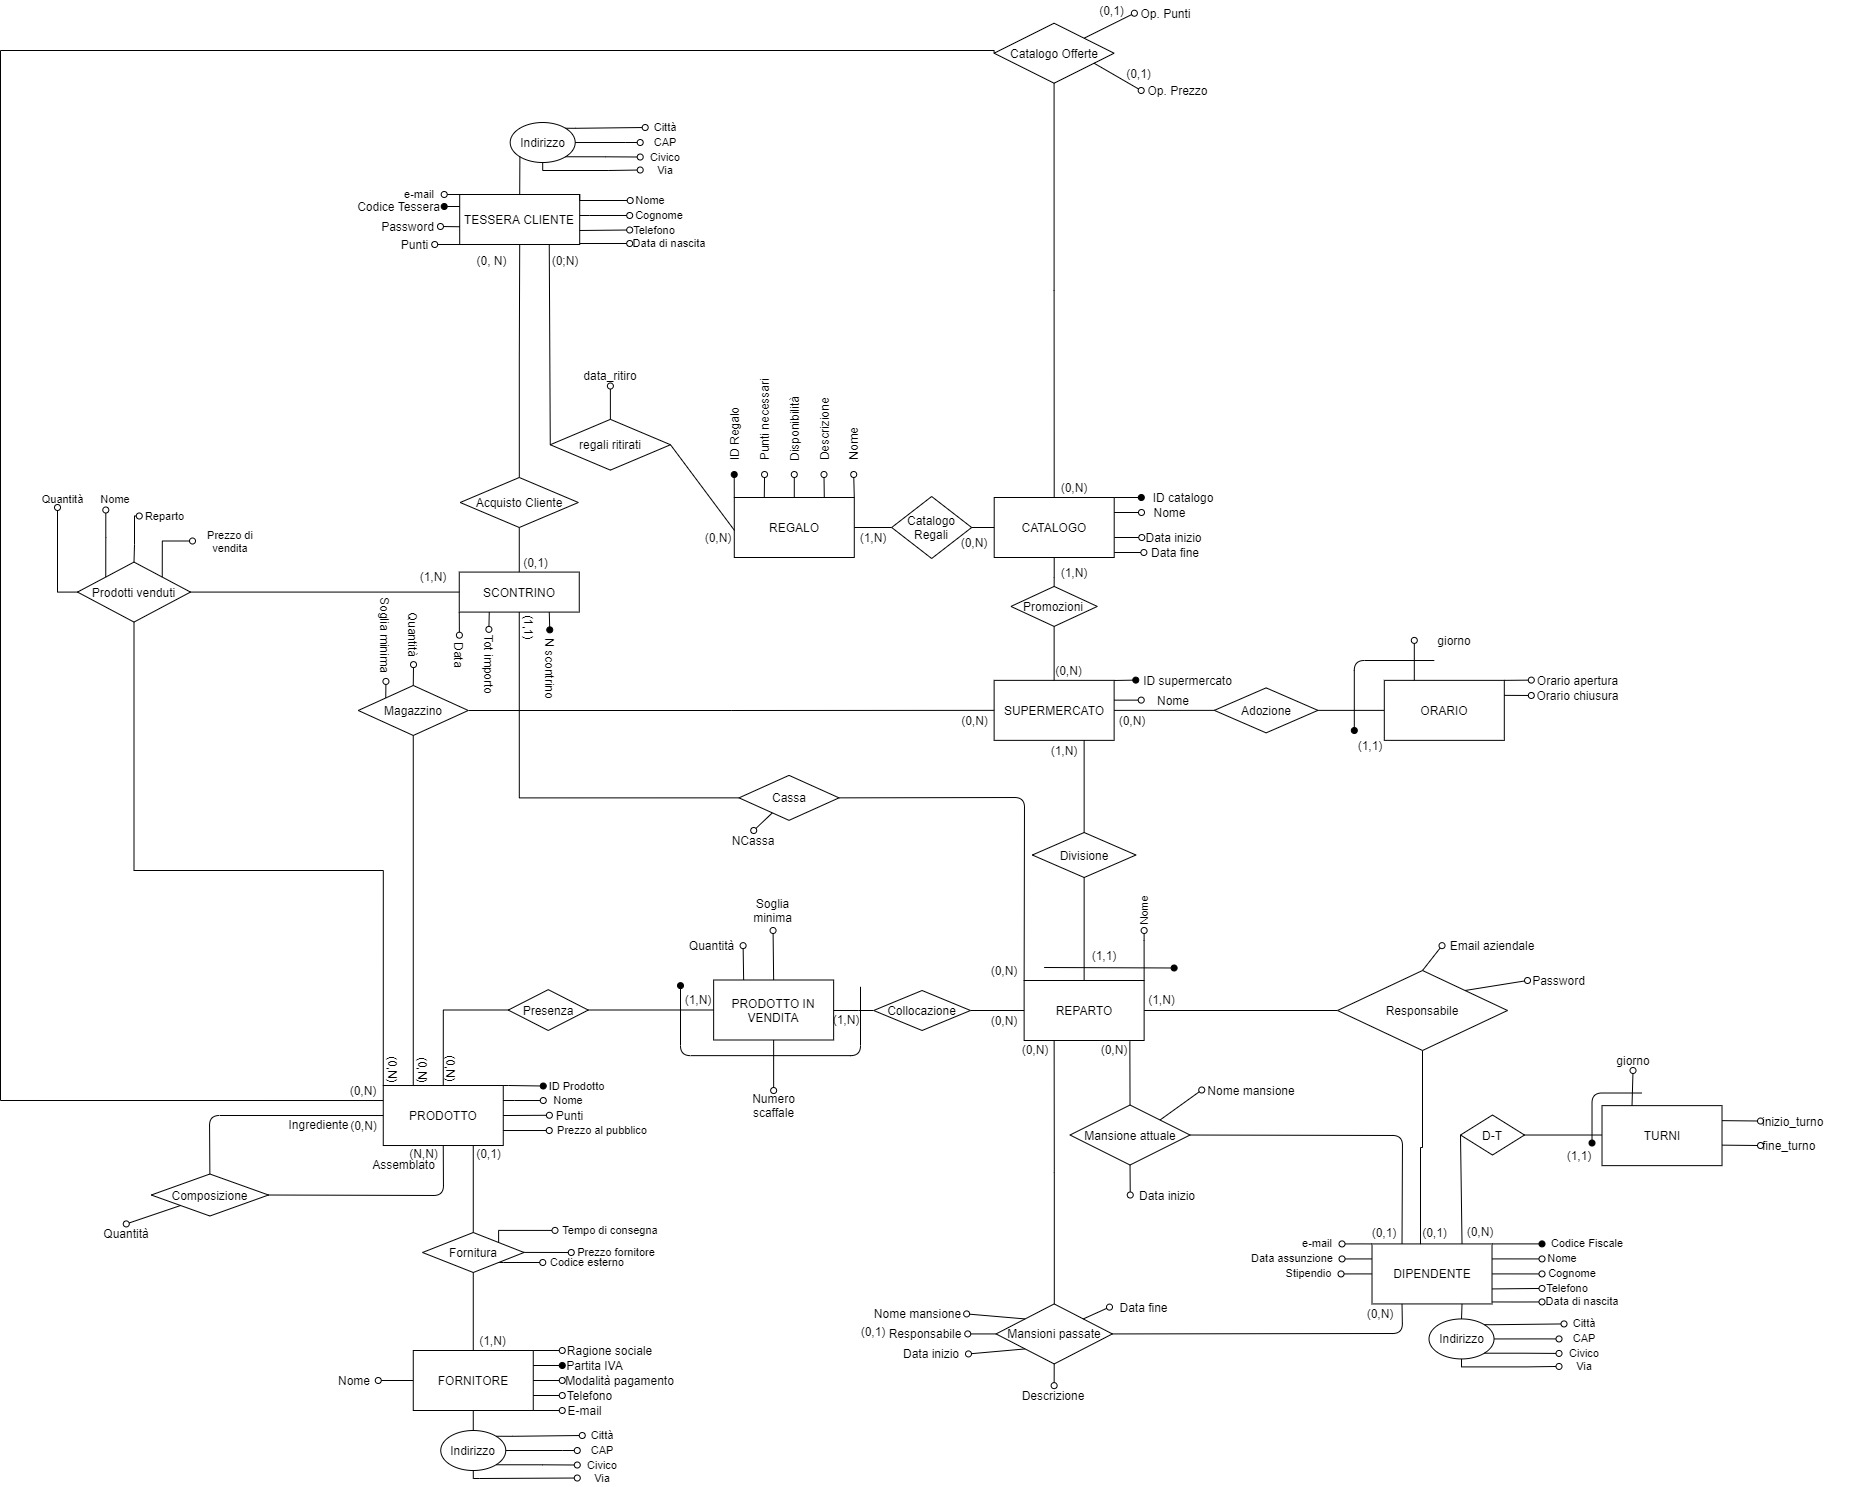 (0,1)
Op. Punti
Catalogo Offerte
(0,1)
Op. Prezzo
Indirizzo
Città
CAP
Civico
Via
e-mail
Codice Tessera
Password
Punti
TESSERA CLIENTE
Nome
Cognome
Telefono
Data di nascita
(0, N)
(0;N)
data_ritiro
regali ritirati
ID Regalo
Punti necessari
Disponibilità
Descrizione
Nome
(0,N)
REGALO
(1,N)
Catalogo
Regali
(0,N)
(0,N)
CATALOGO
ID catalogo
Nome
Data inizio
Data fine
(1,N)
Promozioni
(0,N)
Acquisto Cliente
(0,1)
Quantità
Nome
Reparto
Prezzo di
vendita
Prodotti venduti
(1,N)
SCONTRINO
(1,1)
Data
Tot importo
N scontrino
Soglia minima
Quantità
Magazzino
(0,N)
SUPERMERCATO
ID supermercato
Nome
(0,N)
Adozione
giorno
(1,1)
ORARIO
Orario apertura
Orario chiusura
(1,N)
Cassa
NCassa
Divisione
Nome
(1,1)
(0,N)
Soglia
minima
Quantità
(1,N)
PRODOTTO IN
VENDITA
(1,N)
Numero
scaffale
Presenza
Collocazione
(0,N)
REPARTO
(1,N)
(0,N)
(0,N)
Email aziendale
Password
Responsabile
(0,N)
(0,N)
(0,N)
(0,N)
PRODOTTO
ID Prodotto
Nome
Punti
Prezzo al pubblico
Ingrediente
(0,N)
(N,N)
Assemblato
(0,1)
Composizione
Quantità
Nome mansione
Mansione attuale
Data inizio
giorno
D-T
(1,1)
TURNI
inizio_turno
fine_turno
Fornitura
Tempo di consegna
Prezzo fornitore
Codice esterno
(0,1)
(0,1)
(0,N)
e-mail
Data assunzione
Stipendio
DIPENDENTE
Codice Fiscale
Nome
Cognome
Telefono
Data di nascita
(0,N)
Indirizzo
Città
CAP
Civico
Via
Nome mansione
(0,1)
Responsabile
Data inizio
Mansioni passate
Data fine
Descrizione
(1,N)
Nome
FORNITORE
Ragione sociale
Partita IVA
Modalità pagamento
Telefono
E-mail
Indirizzo
Città
CAP
Civico
Via